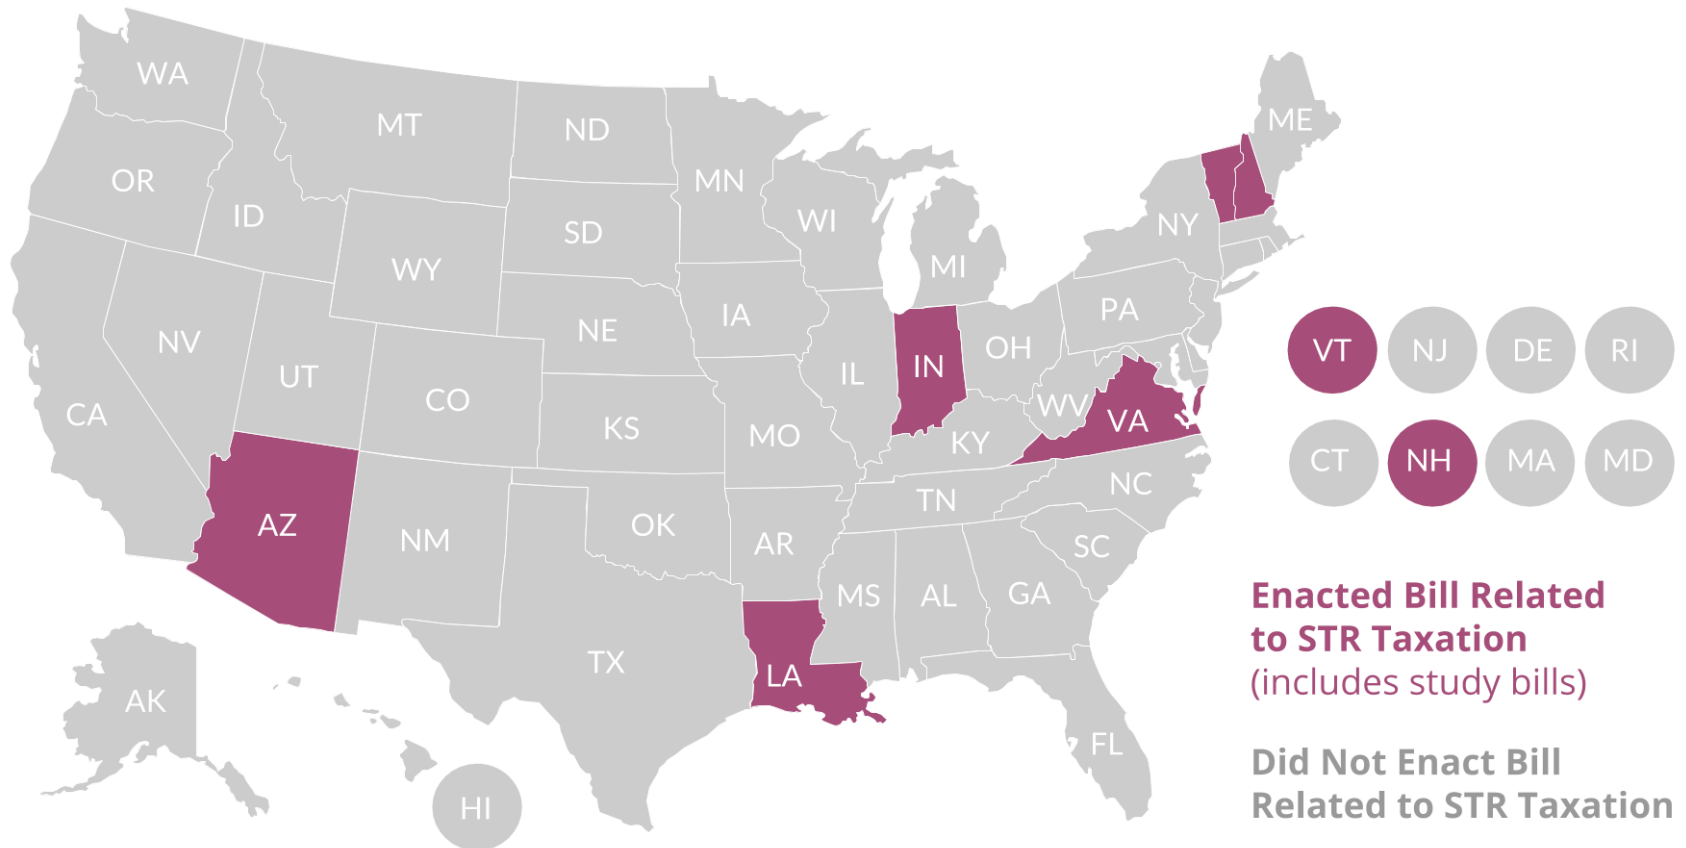 WA
MT
ND
MN
ME
OR
ID
SD
WI
NY
MI
WY
IA
PA
NE
NV
UT
CO
IL
IN
OH
VT
NJ
DE
RI
CA
KS
MO
WV
VA
KY
CT
NH
MA
MD
AZ
NM
OK
AR
TN
NC
SC
MS
AL
GA
TX
LA
AK
HI
FL
Enacted Bill Related
to STR Taxation
(includes study bills)
Did Not Enact Bill
Related to STR Taxation